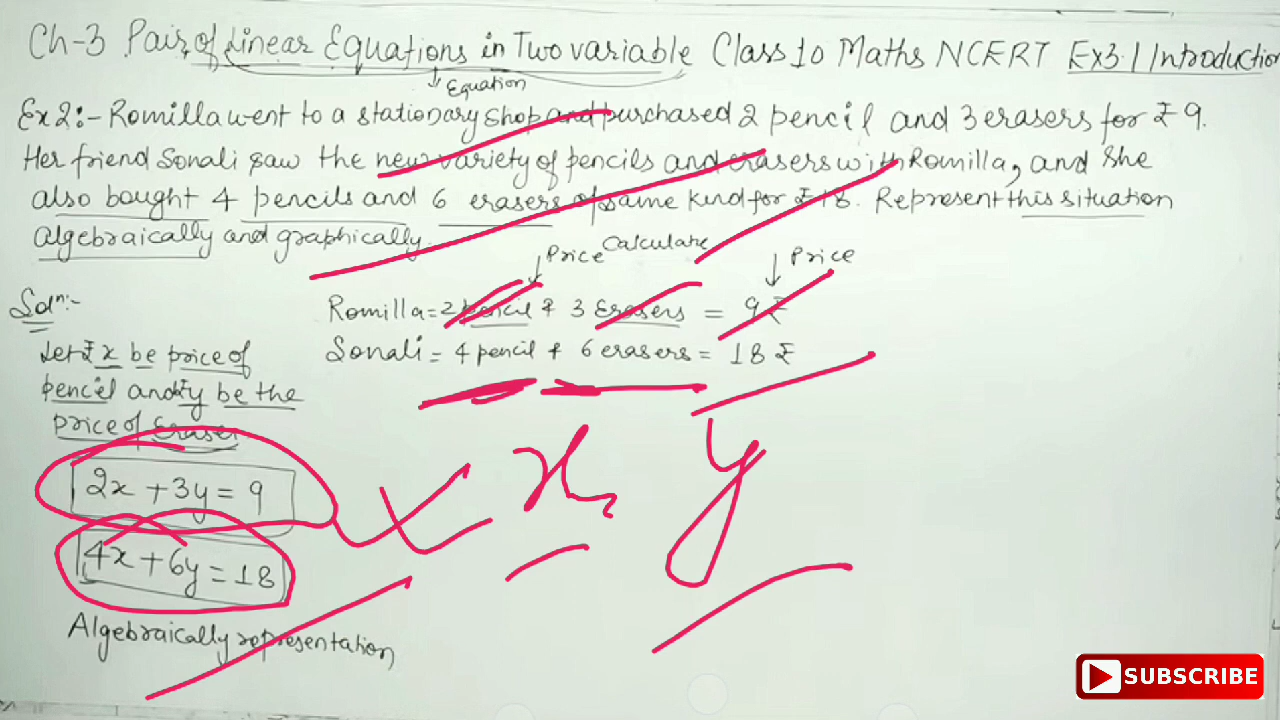 Ch-3 Pair of Linear Equations in Two variable Class 10 Maths NCERT Ex3.1 Introduction
Equation
Ex2:- Romilla went to a stationary shop and purchased 2 pencil and 3 erasers for ₹ 9.
Her friend Sonali saw the new variety of pencils and erasers with Romilla, and she
also bought 4 pencils and 6 erasers of same kind for ₹ 18. Represent this situation
algebraically and graphically.
Price Calculate
Price
Romilla = 2 pencil + 3 Erasers = 9 ₹
Sonali = 4 pencil + 6 erasers = 18 ₹
Solⁿ:-
Let ₹ x be price of
pencil and ₹ y be the
price of Eraser
2x + 3y = 9
4x + 6y = 18
Algebraically representation
x y
SUBSCRIBE